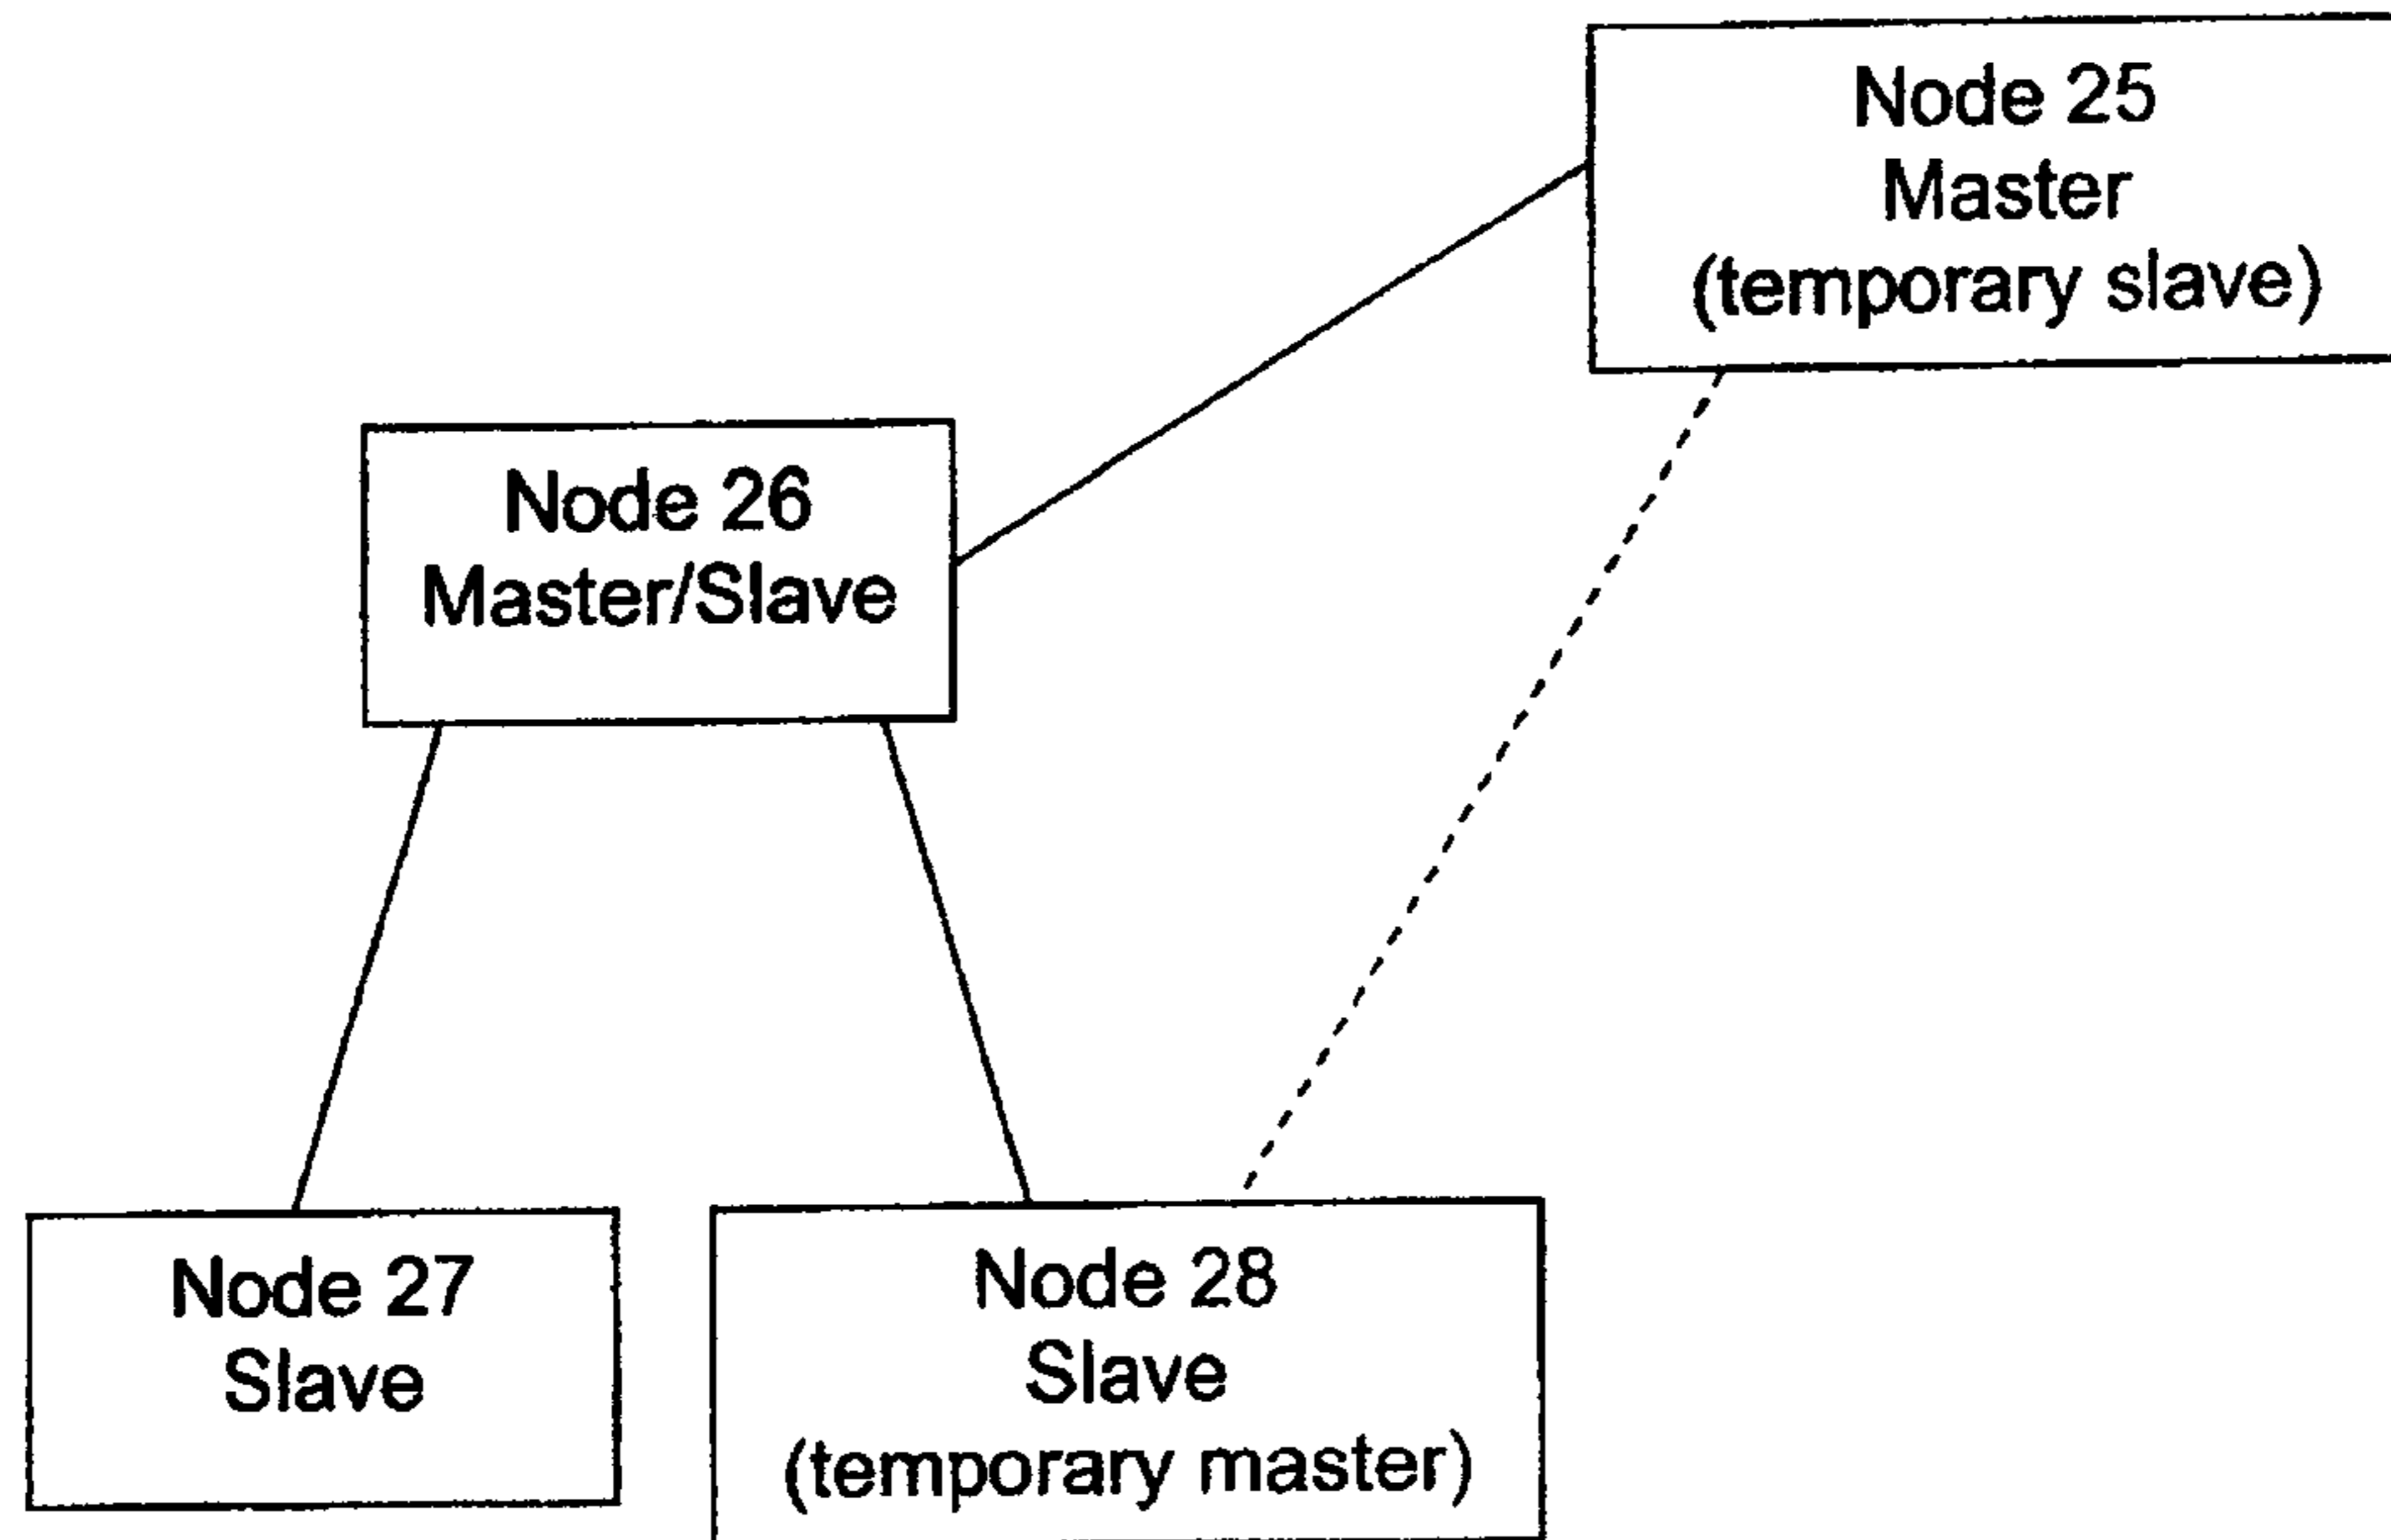 Node 25
Master
(temporary slave)
Node 26
Master/Slave
Node 27
Slave
Node 28
Slave
(temporary master)